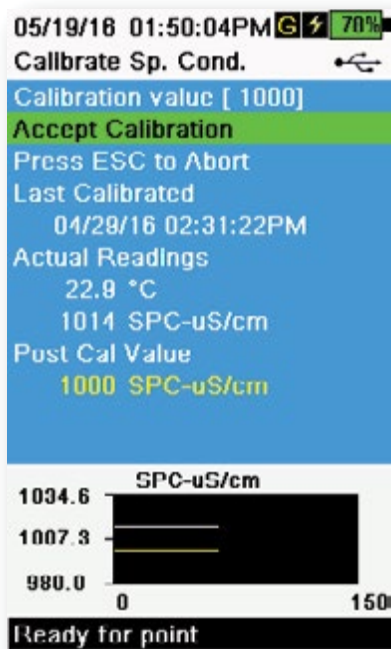 05/19/16 01:50:04PM G 70%
Calibrate Sp. Cond.
Calibration value [ 1000]
Accept Calibration
Press ESC to Abort
Last Calibrated
04/29/16 02:31:22PM
Actual Readings
22.9 °C
1014 SPC-uS/cm
Post Cal Value
1000 SPC-uS/cm
SPC-uS/cm
1034.6
1007.3
980.0
0 150
Ready for point